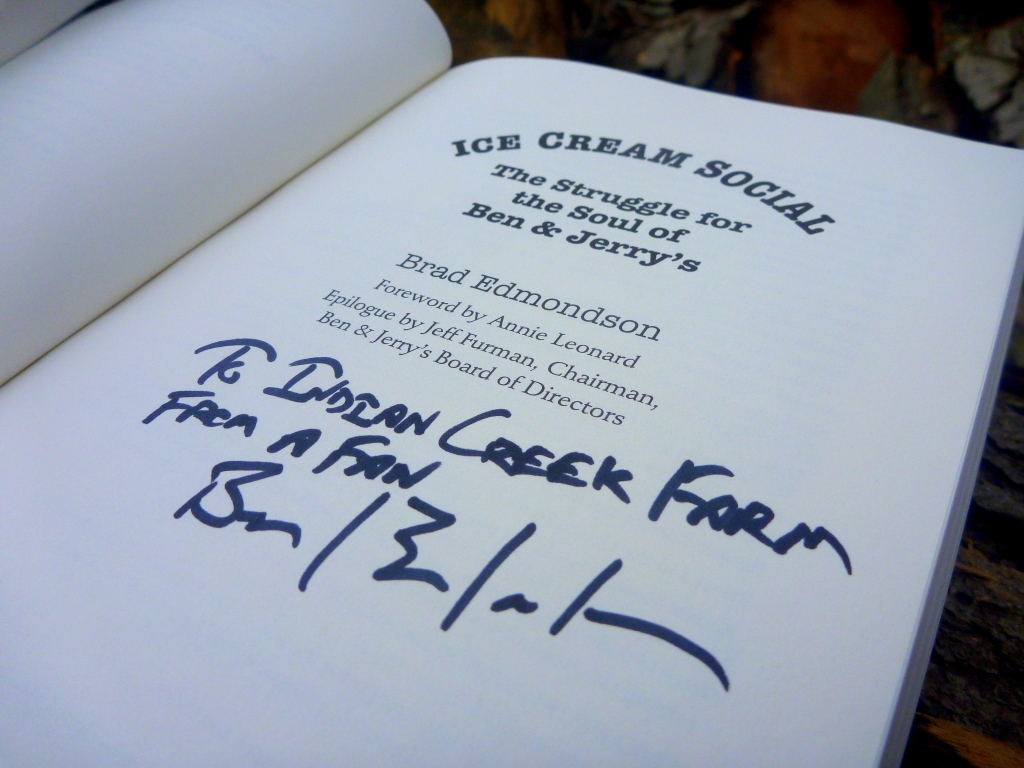 ICE CREAM SOCIAL
The Struggle for
the Soul of
Ben & Jerry's
Brad Edmondson
Foreword by Annie Leonard
Epilogue by Jeff Furman, Chairman,
Ben & Jerry's Board of Directors
To INDIAN CREEK FARM
FROM A FAN